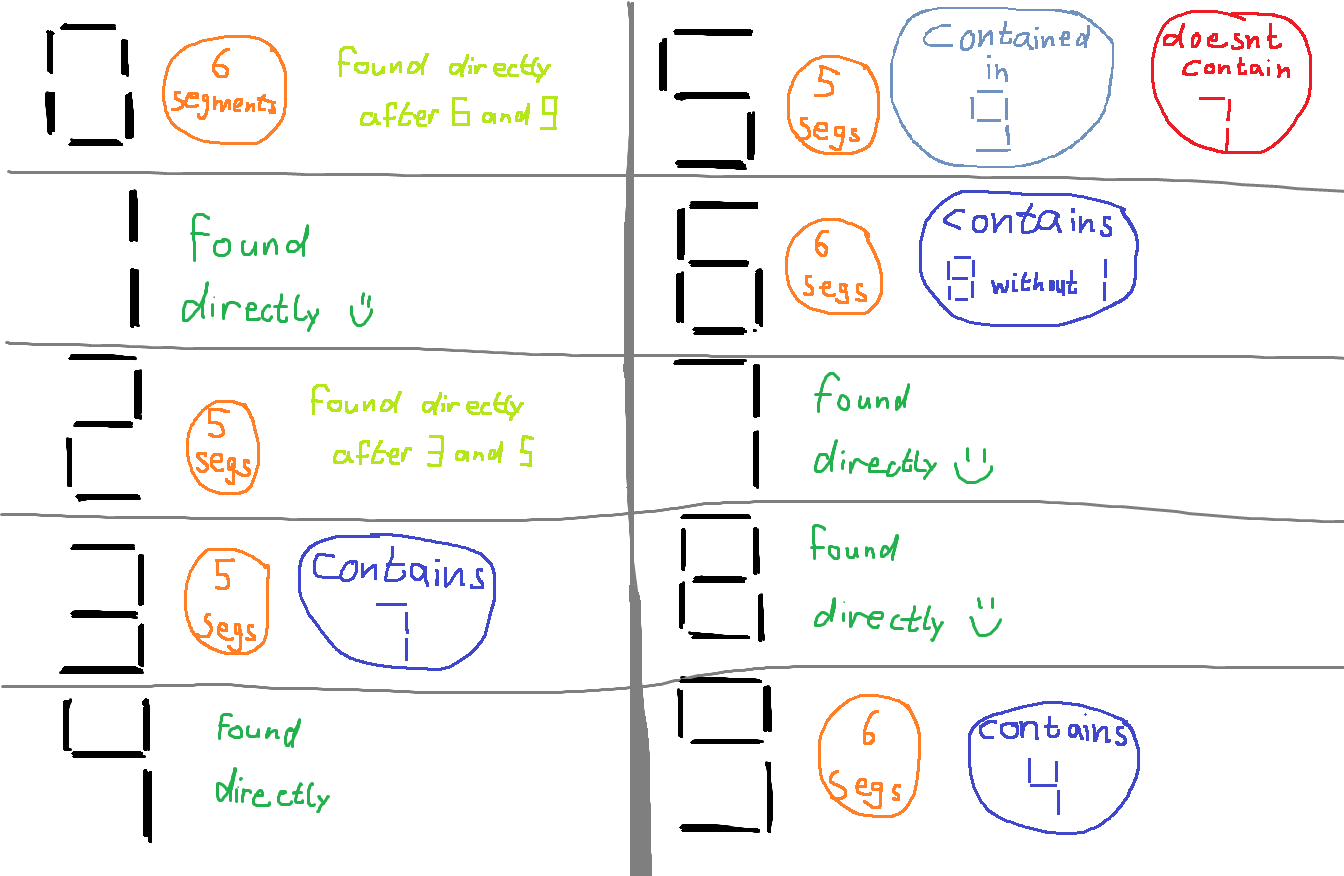 0 6 segments found directly after 6 and 9
1 found directly
2 5 segs found directly after 3 and 5
3 5 segs contains 7
4 found directly
5 5 segs Contained in 9 doesnt contain 7
6 6 segs contains 8 without 1
7 found directly
8 found directly
9 6 segs contains 4